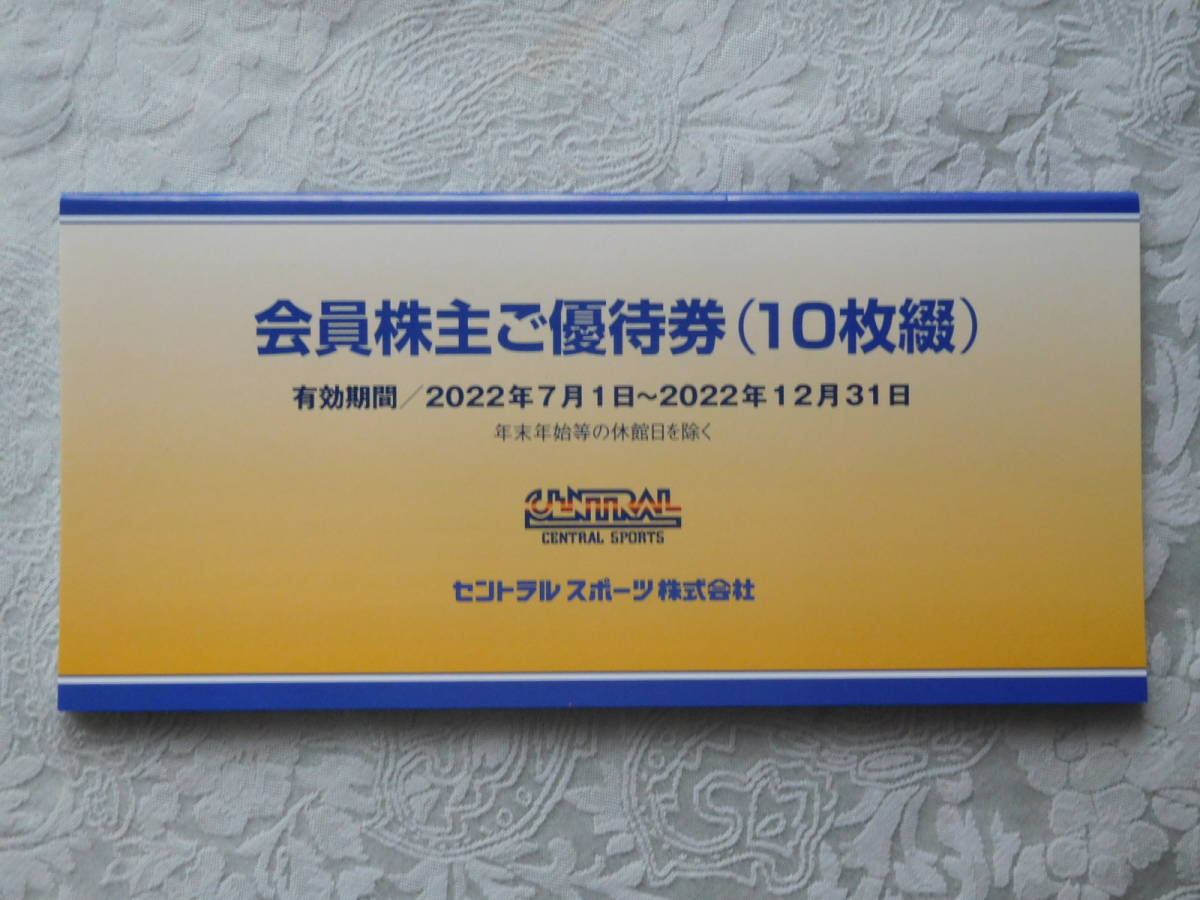 会員株主ご優待券（10枚綴）
有効期間／2022年7月1日～2022年12月31日
年末年始等の休館日を除く
CENTRAL
CENTRAL SPORTS
セントラルスポーツ株式会社